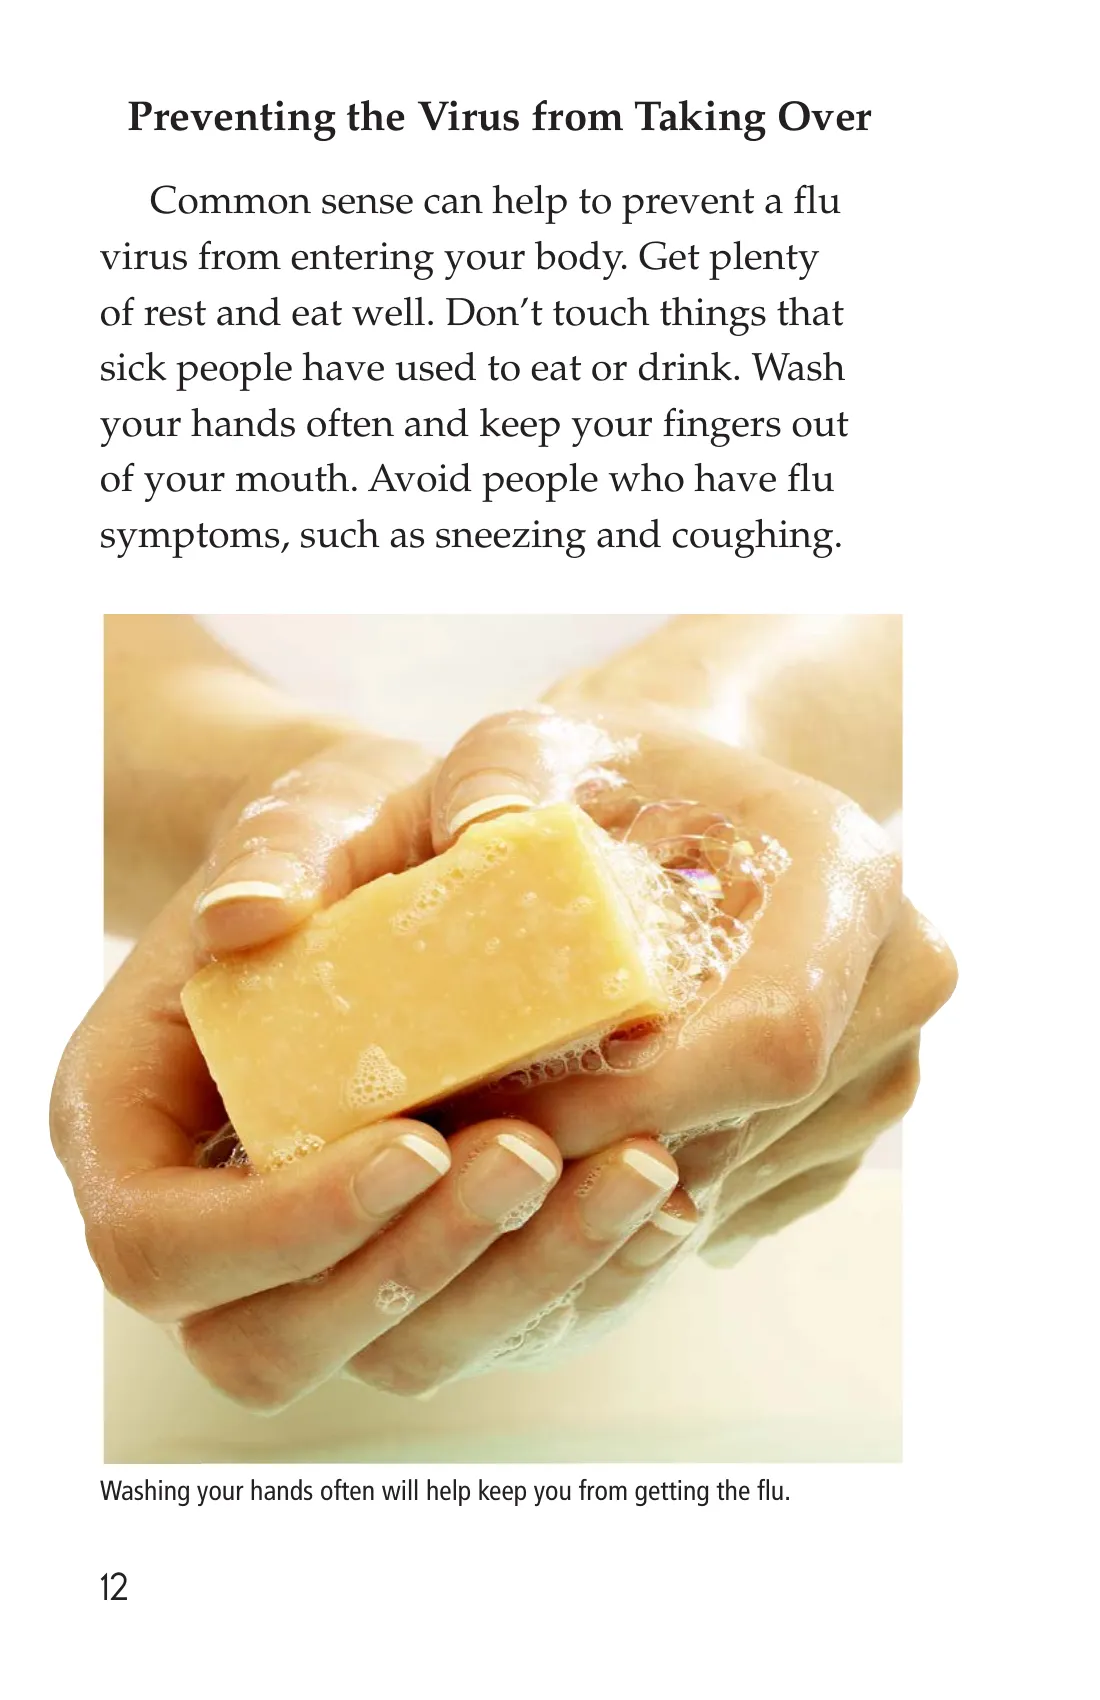 Preventing the Virus from Taking Over
Common sense can help to prevent a flu
virus from entering your body. Get plenty
of rest and eat well. Don’t touch things that
sick people have used to eat or drink. Wash
your hands often and keep your fingers out
of your mouth. Avoid people who have flu
symptoms, such as sneezing and coughing.
Washing your hands often will help keep you from getting the flu.
12